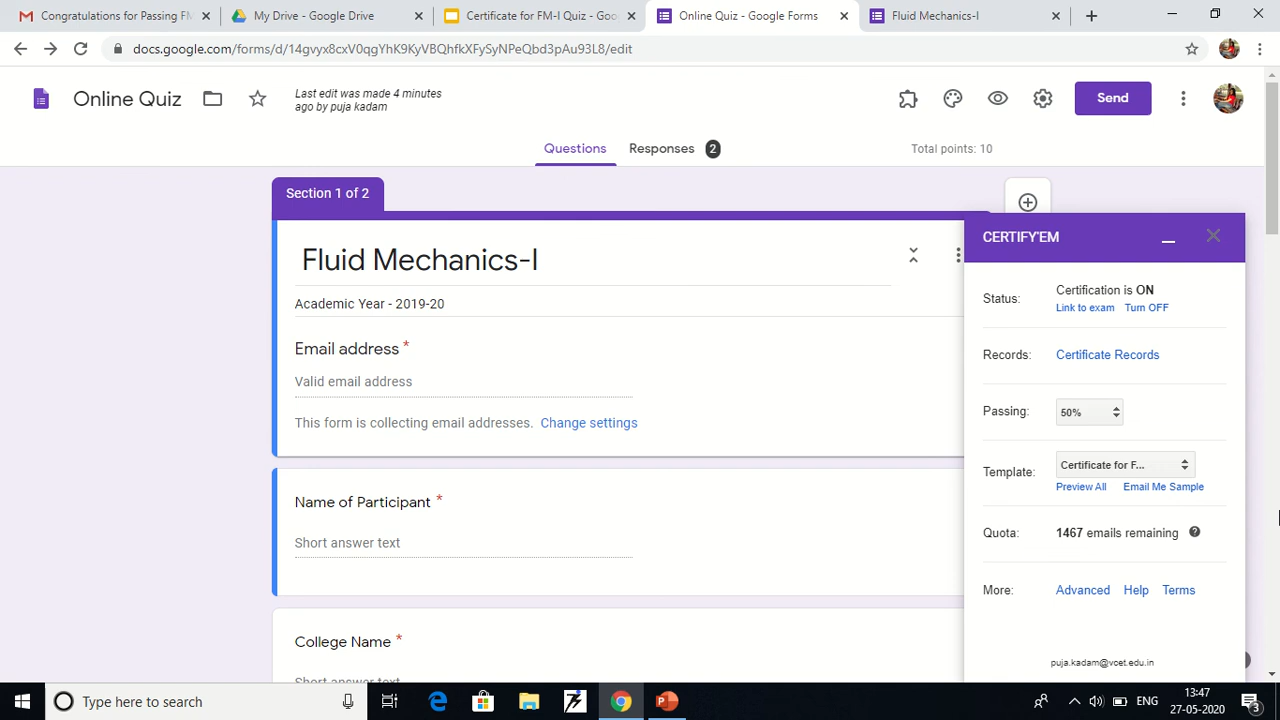 Congratulations for Passing FM
My Drive - Google Drive
Certificate for FM-I Quiz - Goo
Online Quiz - Google Forms
Fluid Mechanics-I
docs.google.com/forms/d/14gvyx8cxV0qgYhK9KyVBQhfkXFySyNPeQbd3pAu93L8/edit
Online Quiz
Last edit was made 4 minutes
ago by puja kadam
Send
Questions
Responses 2
Total points: 10
Section 1 of 2
Fluid Mechanics-I
Academic Year - 2019-20
Email address *
Valid email address
This form is collecting email addresses. Change settings
Name of Participant *
Short answer text
College Name *
Short answer text
CERTIFY'EM
Status: Certification is ON
Link to exam Turn OFF
Records: Certificate Records
Passing: 50%
Template: Certificate for F...
Preview All Email Me Sample
Quota: 1467 emails remaining
More: Advanced Help Terms
puja.kadam@vcet.edu.in
Type here to search
ENG
13:47
27-05-2020
3